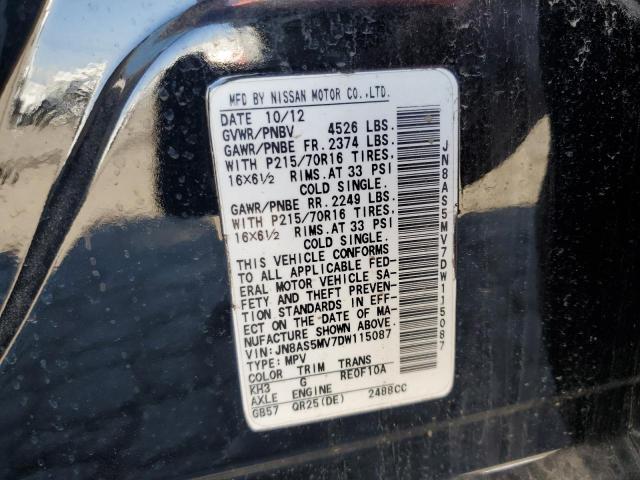 MFD BY NISSAN MOTOR CO.,LTD.
DATE 10/12
GVWR/PNBV 4526 LBS.
GAWR/PNBE FR. 2374 LBS.
WITH P215/70R16 TIRES,
16X6½ RIMS.AT 33 PSI
COLD SINGLE.
GAWR/PNBE RR. 2249 LBS.
WITH P215/70R16 TIRES,
16X6½ RIMS.AT 33 PSI
COLD SINGLE.
THIS VEHICLE CONFORMS
TO ALL APPLICABLE FED-
ERAL MOTOR VEHICLE SA-
FETY AND THEFT PREVEN-
TION STANDARDS IN EFF-
ECT ON THE DATE OF MA-
NUFACTURE SHOWN ABOVE.
VIN: JN8AS5MV7DW115087
TYPE: MPV
COLOR TRIM TRANS
KH3 G RE0F10A
AXLE ENGINE
GB57 QR25(DE) 2488CC
JN8AS5MV7DW115087